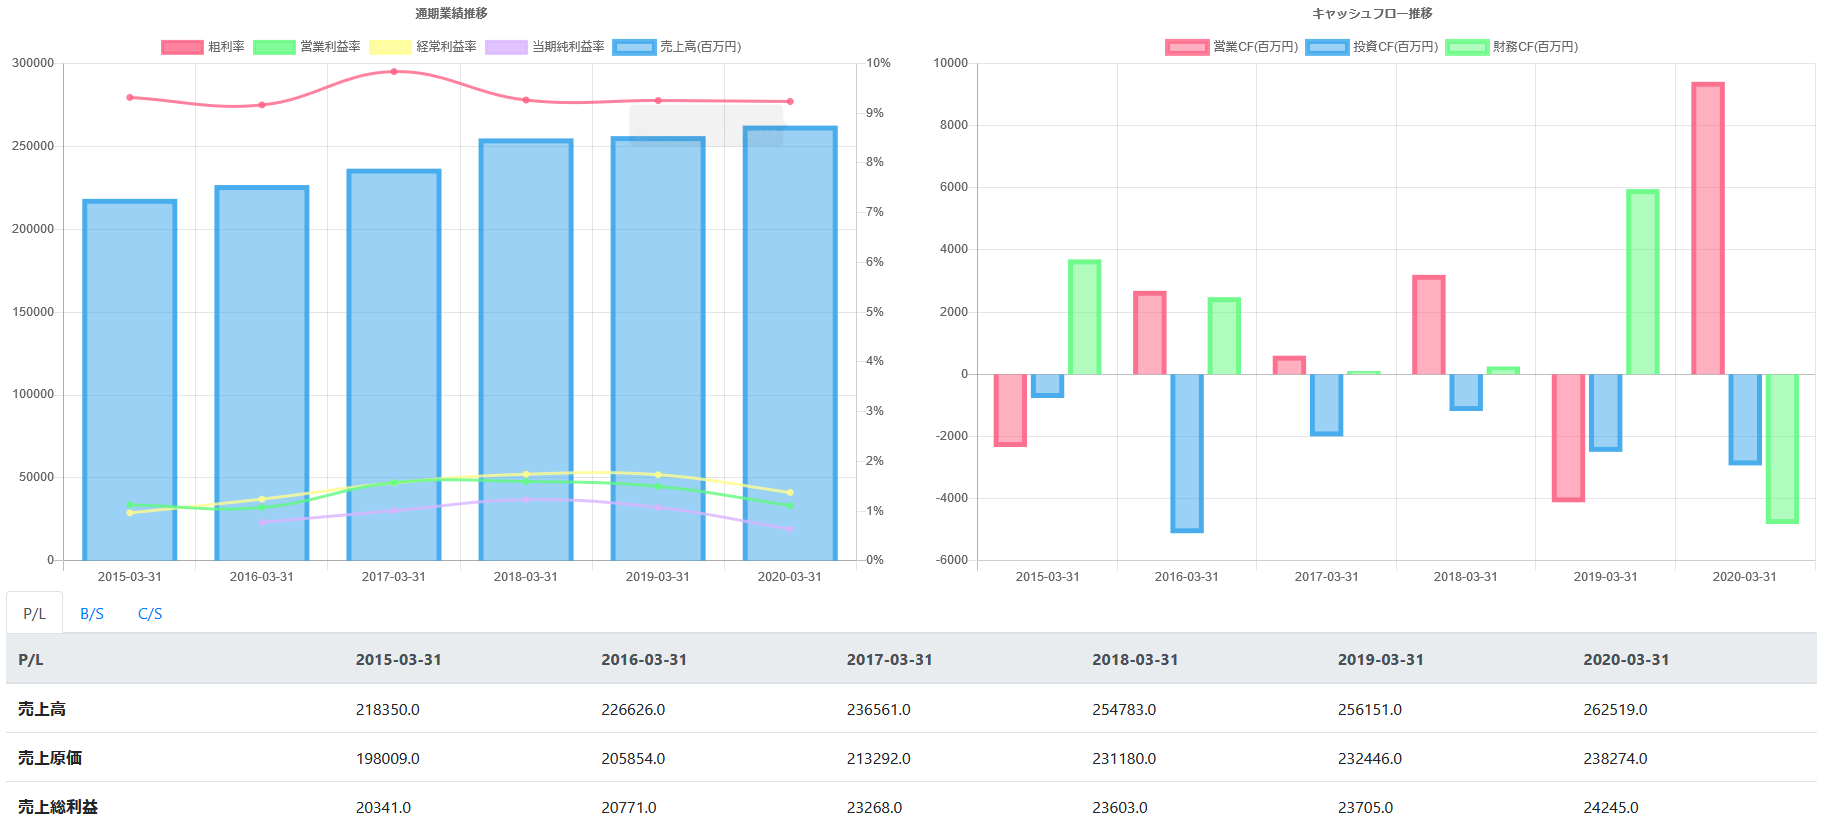 通期業績推移
粗利率 営業利益率 経常利益率 当期純利益率 売上高(百万円)
300000
250000
200000
150000
100000
50000
0
10%
9%
8%
7%
6%
5%
4%
3%
2%
1%
0%
2015-03-31 2016-03-31 2017-03-31 2018-03-31 2019-03-31 2020-03-31
キャッシュフロー推移
営業CF(百万円) 投資CF(百万円) 財務CF(百万円)
10000
8000
6000
4000
2000
0
-2000
-4000
-6000
2015-03-31 2016-03-31 2017-03-31 2018-03-31 2019-03-31 2020-03-31
P/L B/S C/S
P/L 2015-03-31 2016-03-31 2017-03-31 2018-03-31 2019-03-31 2020-03-31
売上高 218350.0 226626.0 236561.0 254783.0 256151.0 262519.0
売上原価 198009.0 205854.0 213292.0 231180.0 232446.0 238274.0
売上総利益 20341.0 20771.0 23268.0 23603.0 23705.0 24245.0